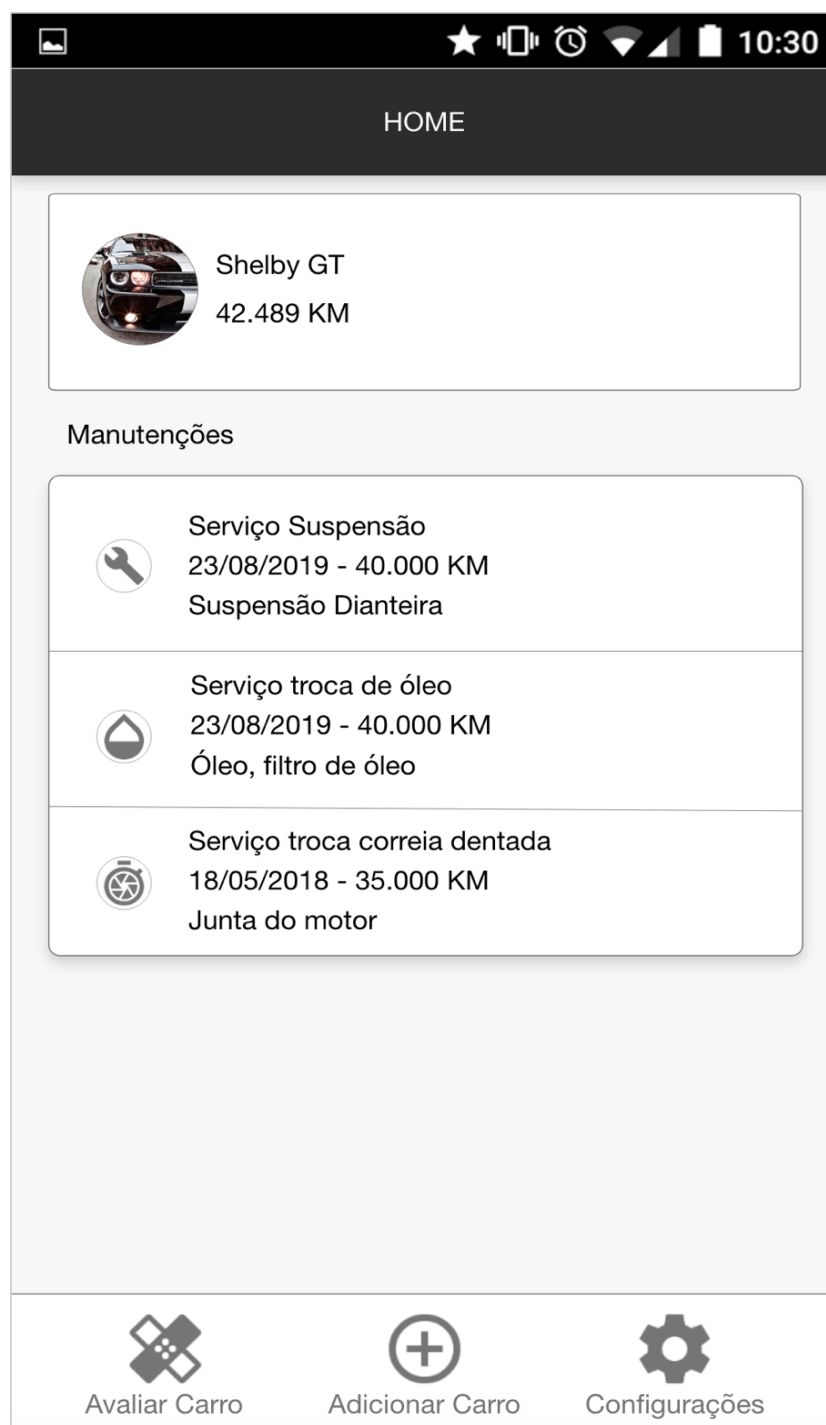 10:30
HOME
Shelby GT
42.489 KM
Manutenções
Serviço Suspensão
23/08/2019 - 40.000 KM
Suspensão Dianteira
Serviço troca de óleo
23/08/2019 - 40.000 KM
Óleo, filtro de óleo
Serviço troca correia dentada
18/05/2018 - 35.000 KM
Junta do motor
Avaliar Carro
Adicionar Carro
Configurações